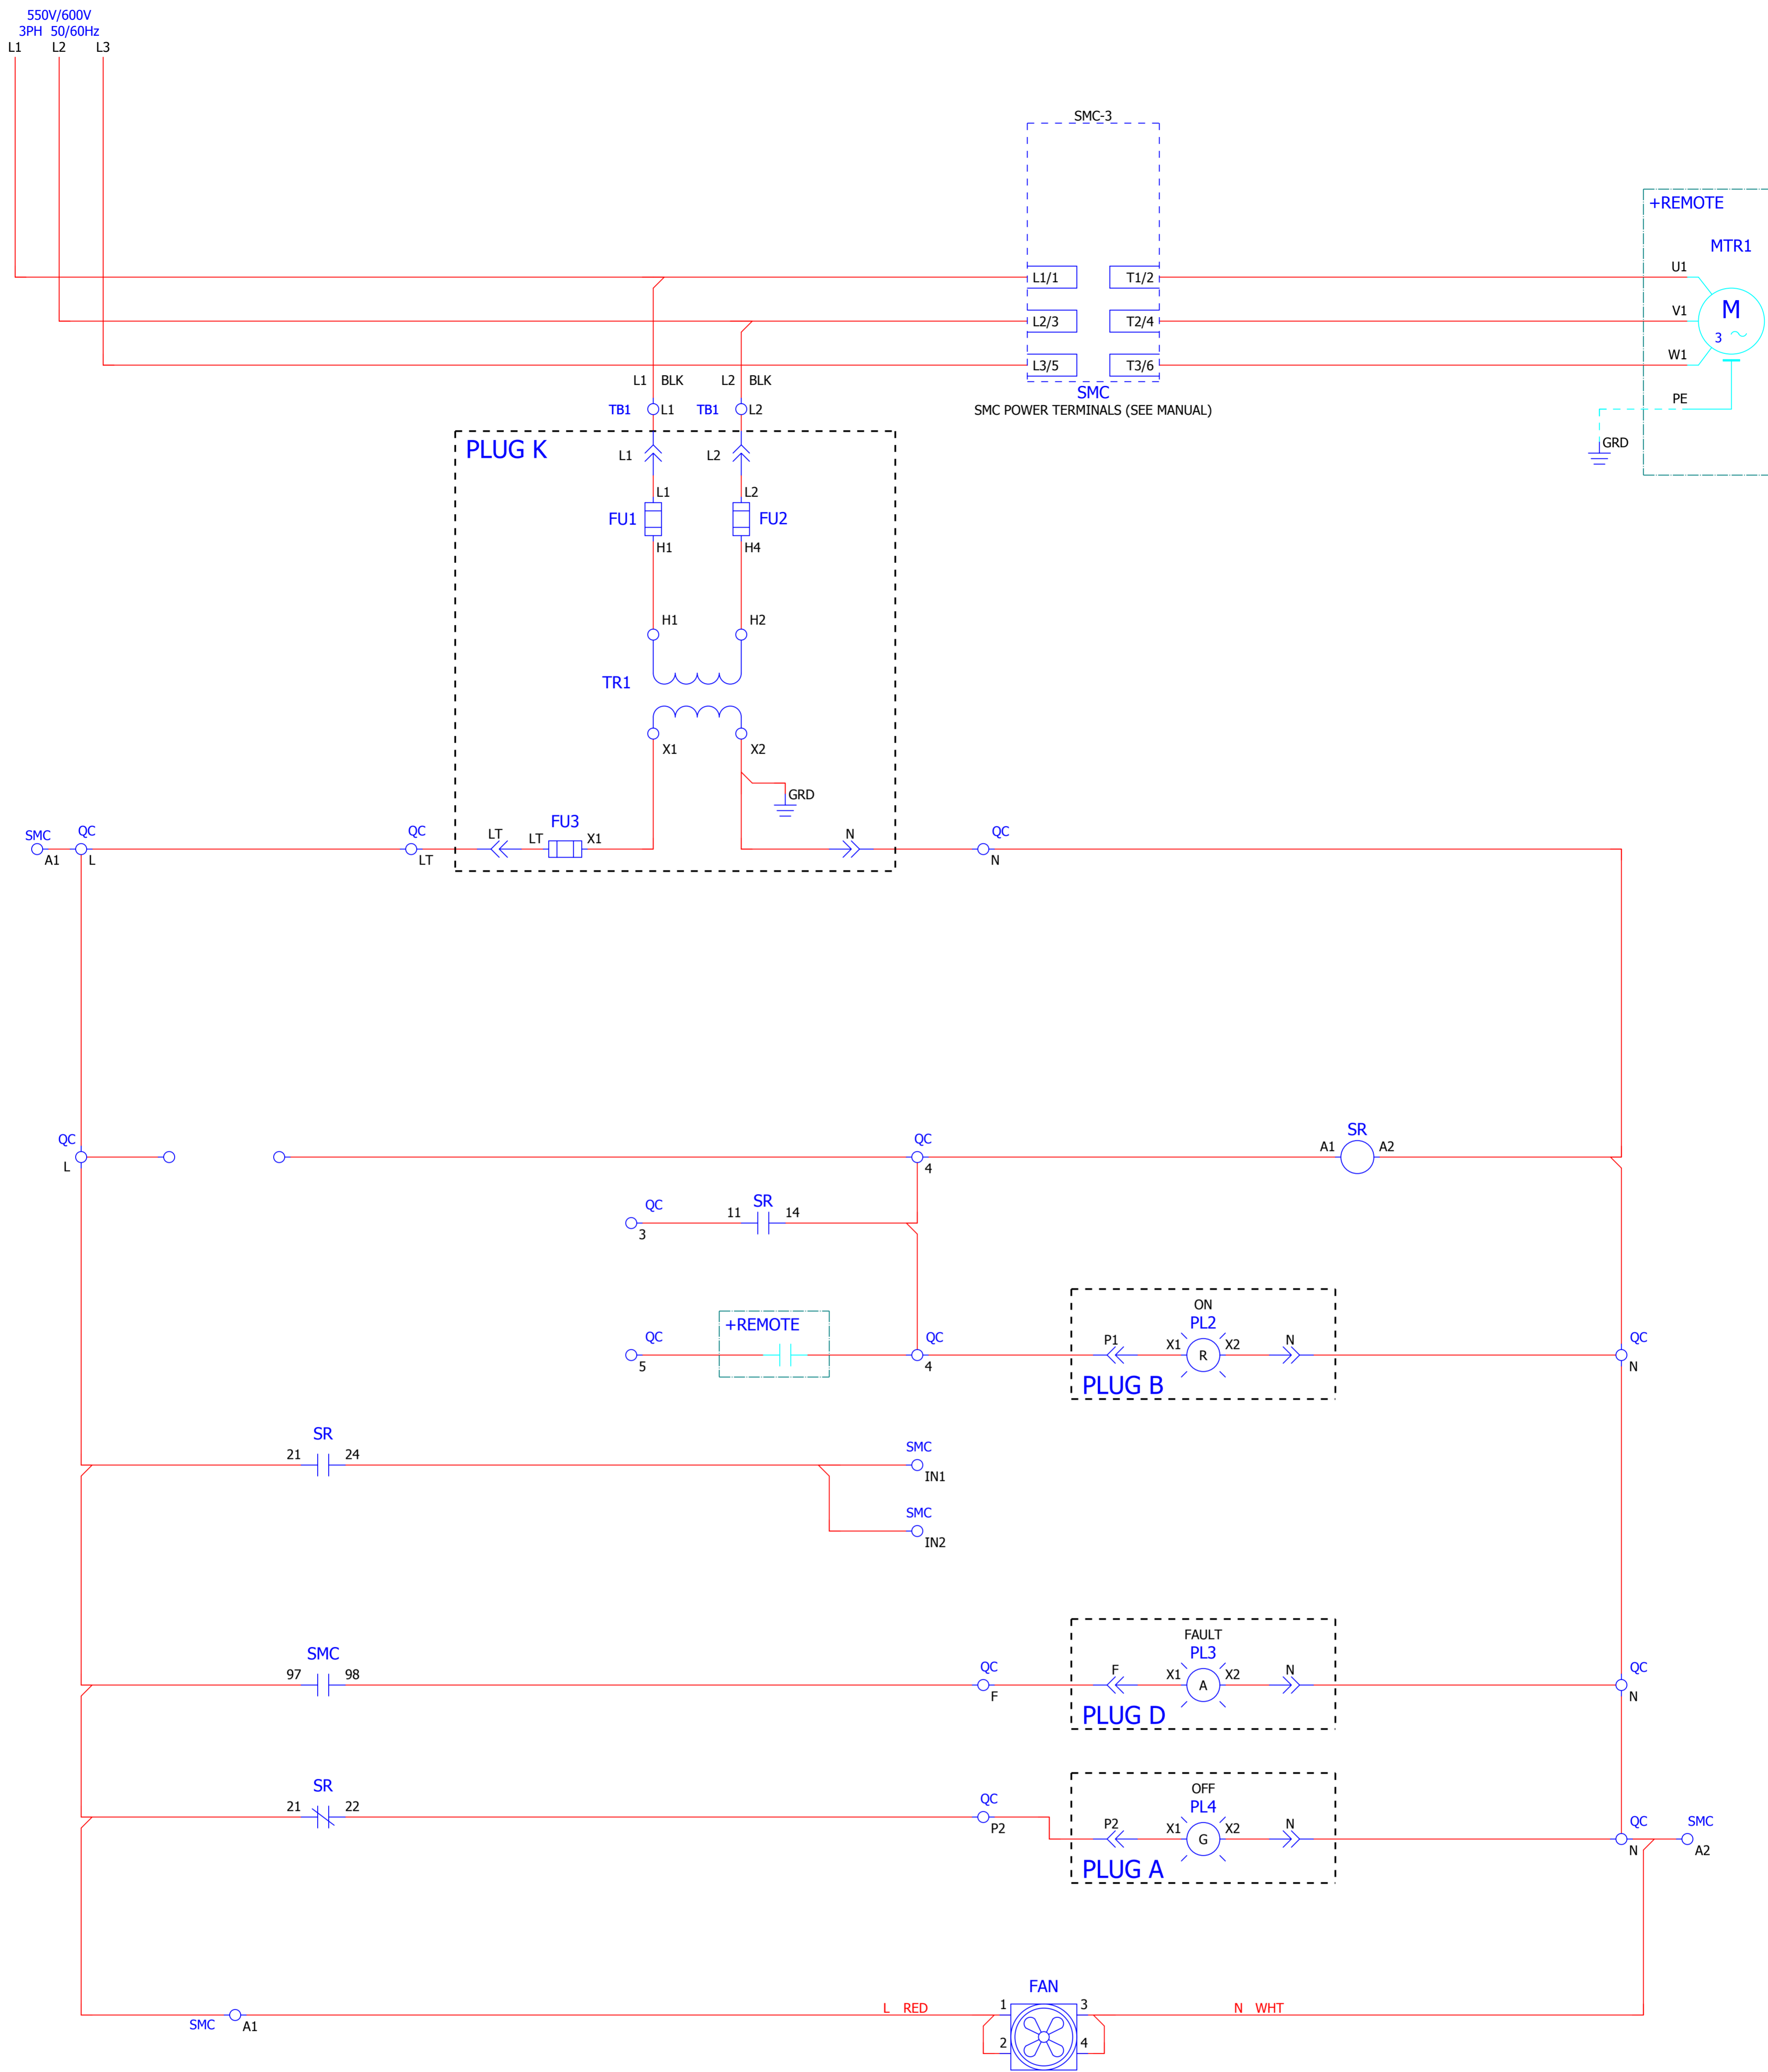 550V/600V
3PH 50/60Hz
L1 L2 L3
SMC-3
+REMOTE
MTR1
L1/1 T1/2 U1
L2/3 T2/4 V1 M
3
L3/5 T3/6 W1
L1 BLK L2 BLK
SMC
TB1 L1 TB1 L2
SMC POWER TERMINALS (SEE MANUAL)
PE
GRD
PLUG K
L1 L2
L1 L2
FU1 FU2
H1 H4
H1 H2
TR1
X1 X2
GRD
FU3
SMC QC QC LT LT X1 N QC
A1 L LT N
QC QC SR
A1 A2
L 4
QC 11 SR 14
3
ON
+REMOTE PL2
QC QC P1 X1 X2 N QC
R
5 4 N
PLUG B
SR SMC
21 24
IN1
SMC
IN2
FAULT
SMC PL3
97 98 QC F X1 X2 N QC
A
F N
PLUG D
SR OFF
PL4
21 22 QC
P2 P2 X1 X2 N QC SMC
G
N A2
PLUG A
FAN
L RED 1 3 N WHT
SMC A1
2 4